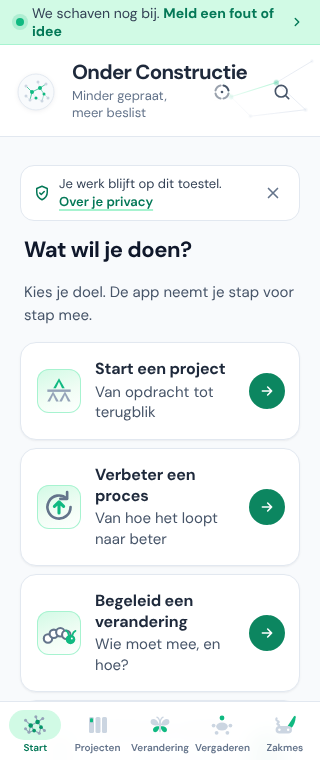 We schaven nog bij. Meld een fout of
idee
Onder Constructie
Minder gepraat,
meer beslist
Je werk blijft op dit toestel.
Over je privacy
Wat wil je doen?
Kies je doel. De app neemt je stap voor
stap mee.
Start een project
Van opdracht tot
terugblik
Verbeter een
proces
Van hoe het loopt
naar beter
Begeleid een
verandering
Wie moet mee, en
hoe?
Start
Projecten
Verandering
Vergaderen
Zakmes